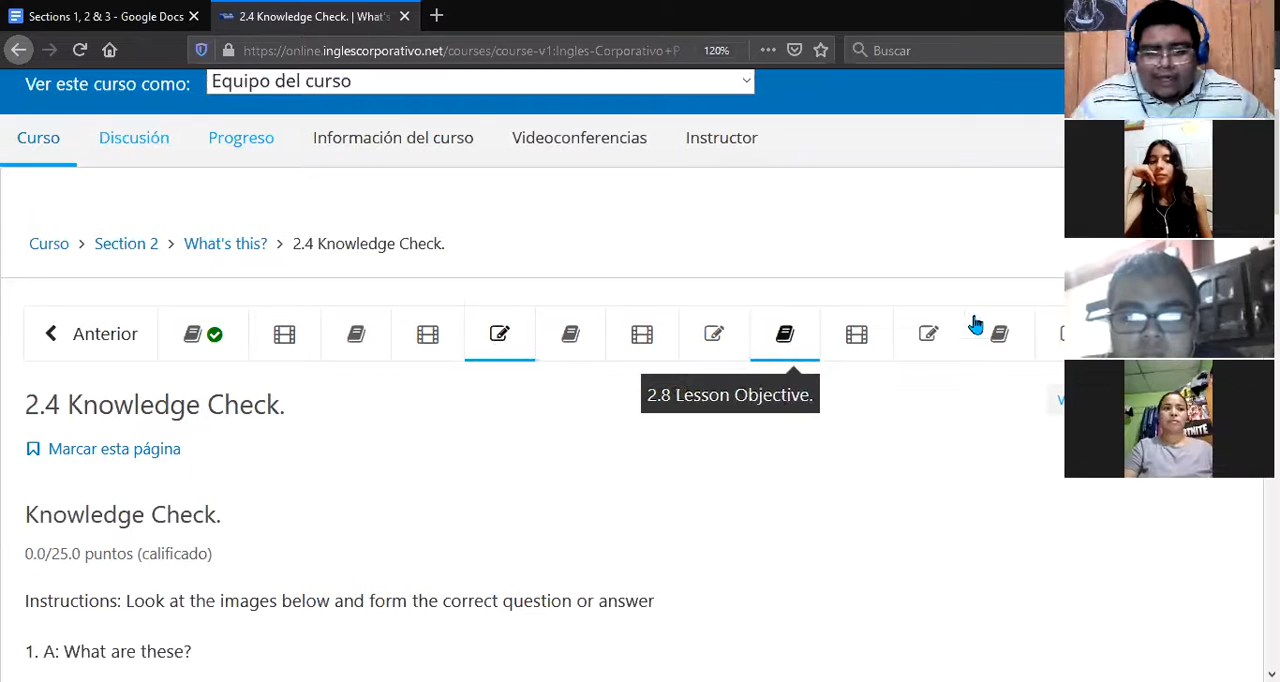 Sections 1, 2 & 3 - Google Docs
2.4 Knowledge Check. | What's
https://online.inglescorporativo.net/courses/course-v1:Ingles-Corporativo+P
120%
Buscar
Ver este curso como:
Equipo del curso
Curso
Discusión
Progreso
Información del curso
Videoconferencias
Instructor
Curso > Section 2 > What's this? > 2.4 Knowledge Check.
Anterior
2.8 Lesson Objective.
2.4 Knowledge Check.
Marcar esta página
Knowledge Check.
0.0/25.0 puntos (calificado)
Instructions: Look at the images below and form the correct question or answer
1. A: What are these?